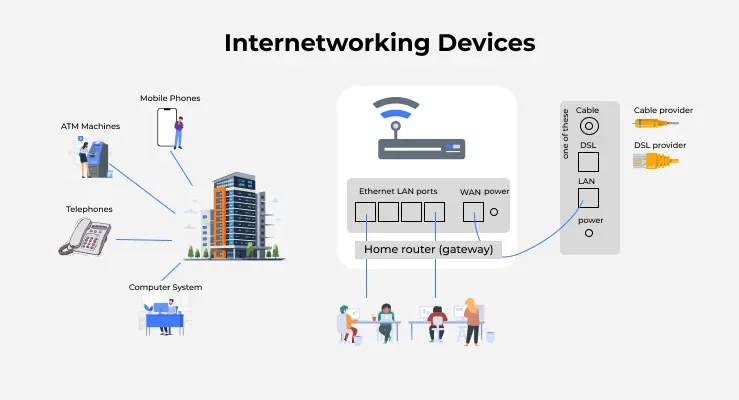 Internetworking Devices
Mobile Phones
ATM Machines
Telephones
Computer System
Ethernet LAN ports
WAN power
Home router (gateway)
one of these
Cable
DSL
LAN
power
Cable provider
DSL provider